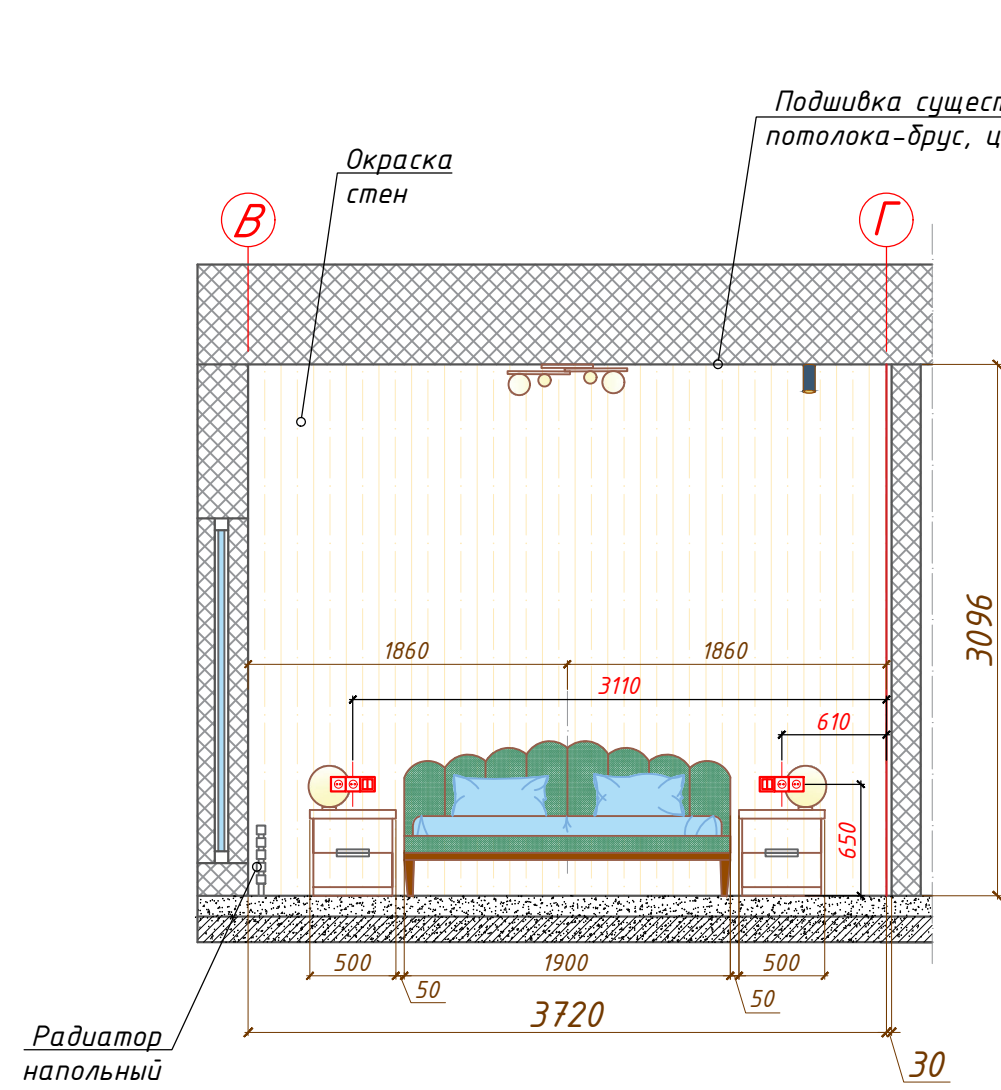 Подшивка сущест
потолока-брус, ц
Окраска
стен
В
Г
3096
1860
1860
3110
610
650
500
1900
500
50
50
3720
30
Радиатор
напольный